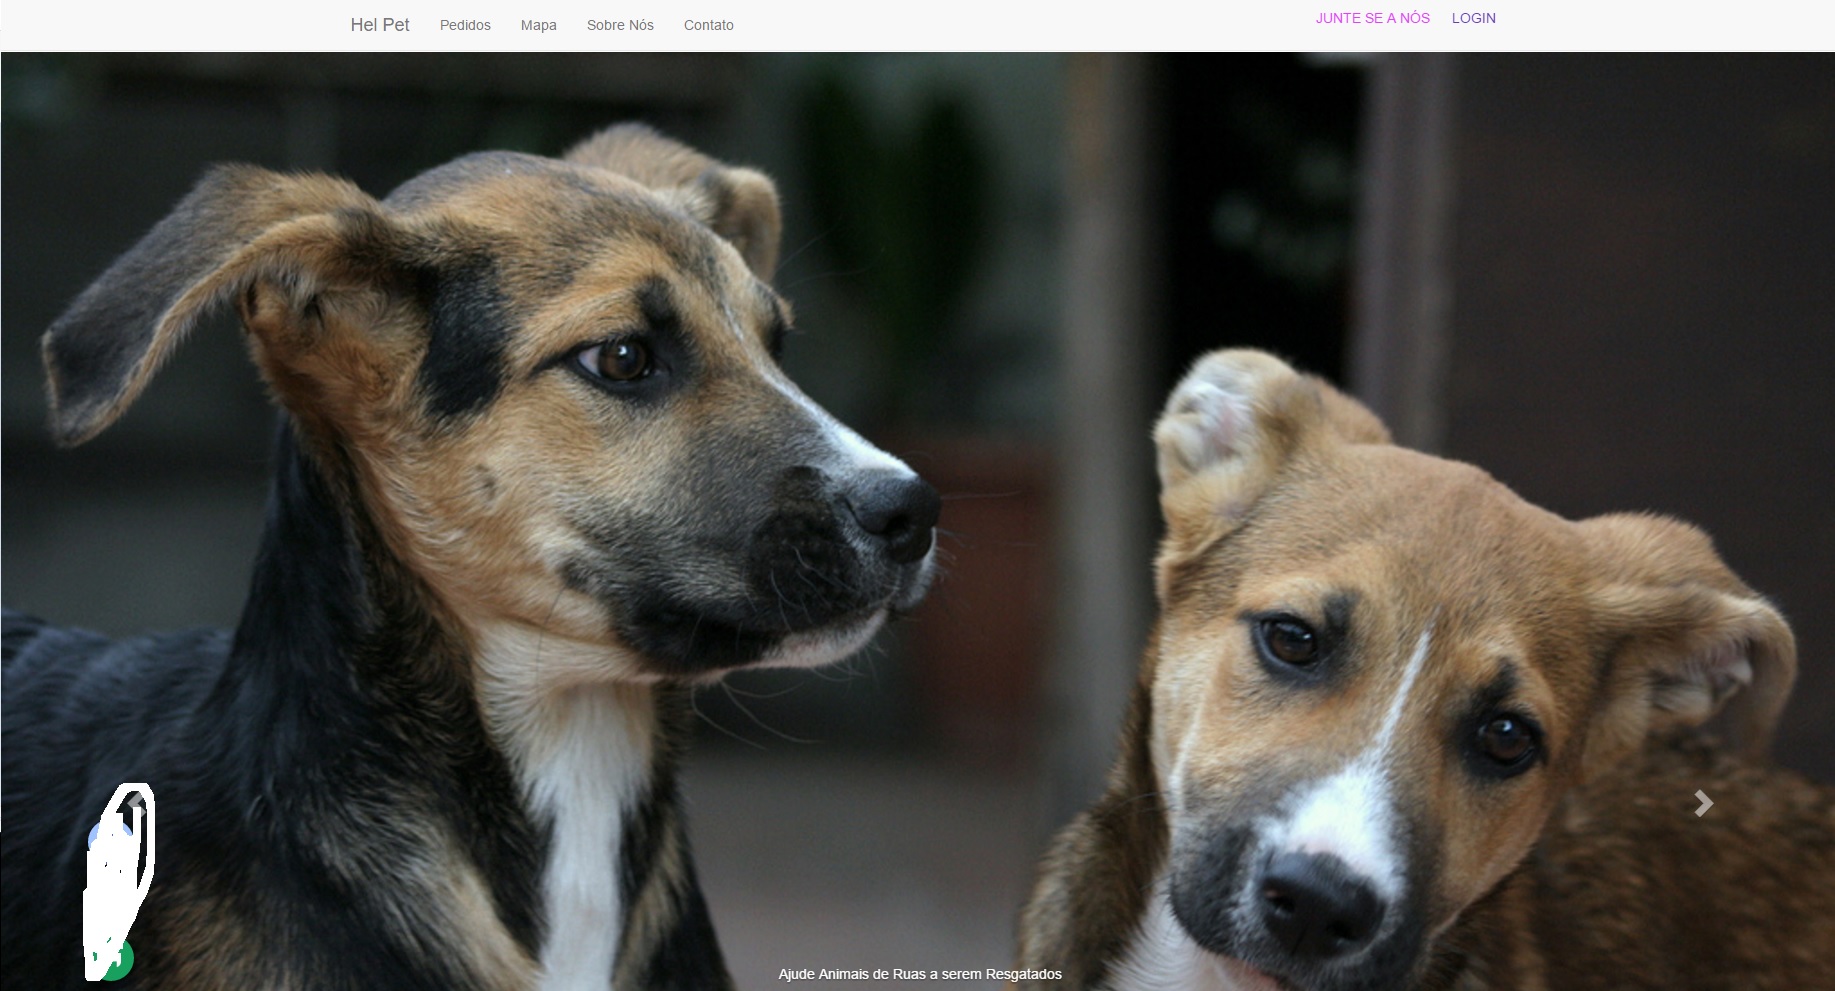 Hel Pet Pedidos Mapa Sobre Nós Contato JUNTE SE A NÓS LOGIN
Ajude Animais de Ruas a serem Resgatados